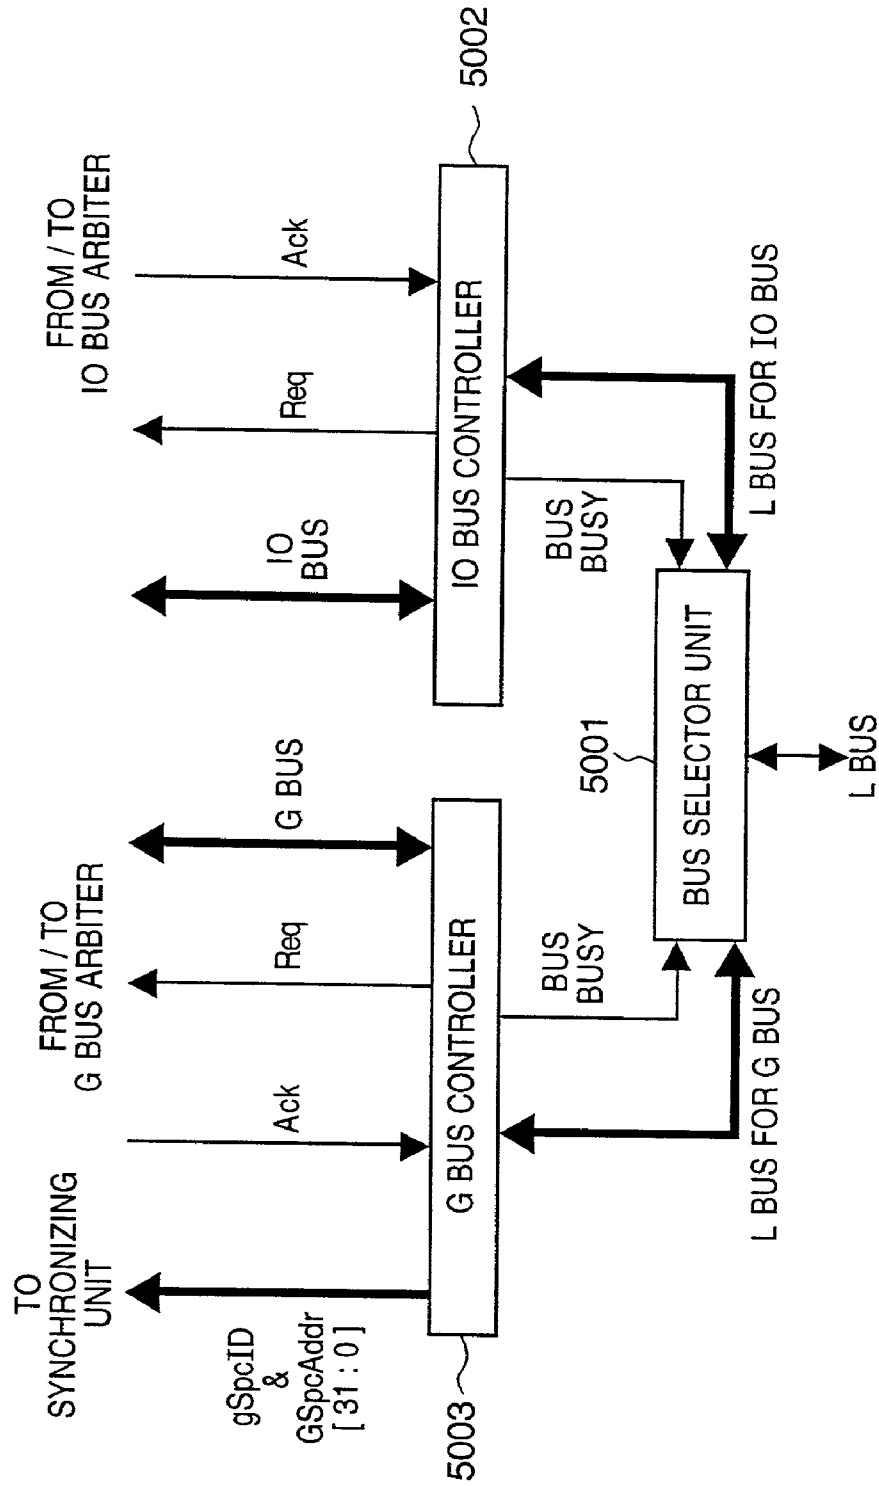 TO
SYNCHRONIZING
UNIT
FROM / TO
G BUS ARBITER
FROM / TO
IO BUS ARBITER
gSpcID
&
GSpcAddr
[ 31 : 0 ]
Ack
Req
G BUS
IO
BUS
Req
Ack
5003
G BUS CONTROLLER
IO BUS CONTROLLER
5002
BUS
BUSY
BUS
BUSY
5001
BUS SELECTOR UNIT
L BUS FOR G BUS
L BUS FOR IO BUS
L BUS